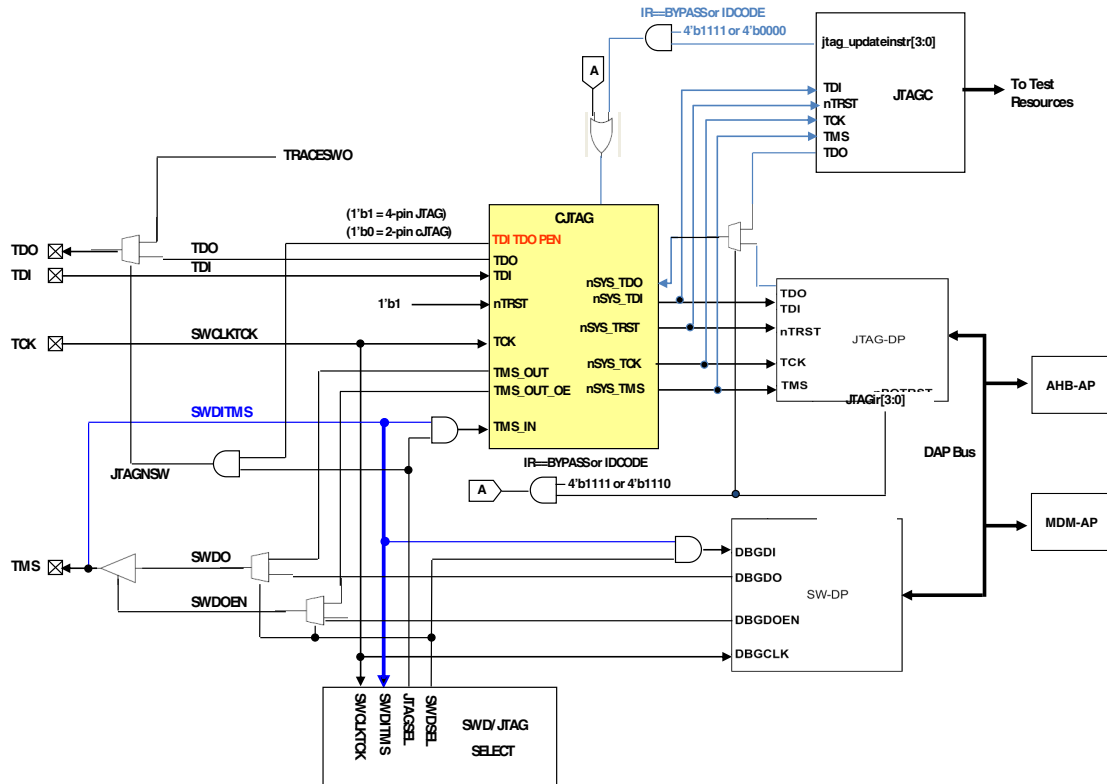 IR==BYPASS or IDCODE
4'b1111 or 4'b0000
jtag_updateinstr[3:0]
A
JTAGC
TDI
nTRST
TCK
TMS
TDO
To Test
Resources
TRACESWO
(1'b1 = 4-pin JTAG)
(1'b0 = 2-pin cJTAG)
CJTAG
TDI TDO PEN
TDO
TDI
nTRST
TCK
TMS_OUT
TMS_OUT_OE
TMS_IN
nSYS_TDO
nSYS_TDI
nSYS_TRST
nSYS_TCK
nSYS_TMS
TDO
TDO
TDI
TDI
1'b1
TCK
SWCLKTCK
SWDITMS
JTAGNSW
TDO
TDI
nTRST
TCK
TMS
JTAG-DP
JTAGir[3:0]
AHB-AP
DAP Bus
MDM-AP
IR==BYPASS or IDCODE
A
4'b1111 or 4'b1110
TMS
SWDO
SWDOEN
DBGDI
DBGDO
SW-DP
DBGDOEN
DBGCLK
SWCLKTCK
SWDITMS
JTAGSEL
SWDSEL
SWD/JTAG
SELECT